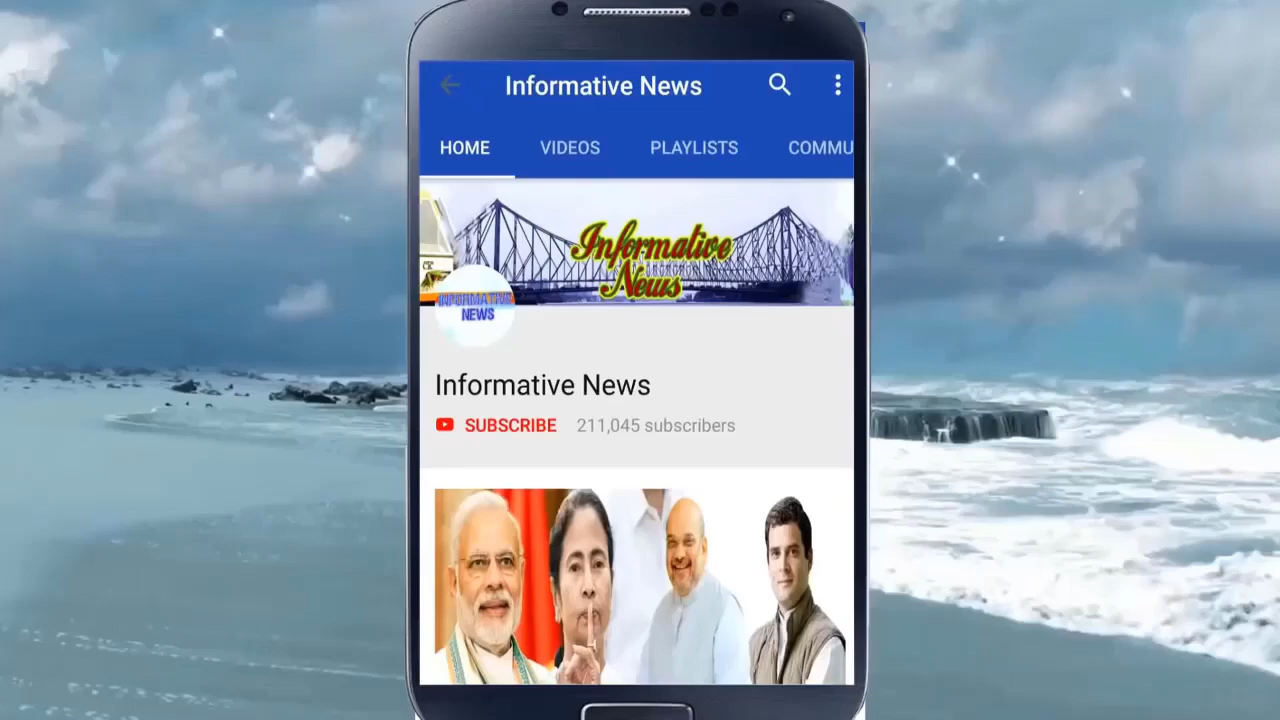 Informative News
HOME VIDEOS PLAYLISTS COMMU
Informative
News
INFORMATIVE
NEWS
Informative News
SUBSCRIBE 211,045 subscribers